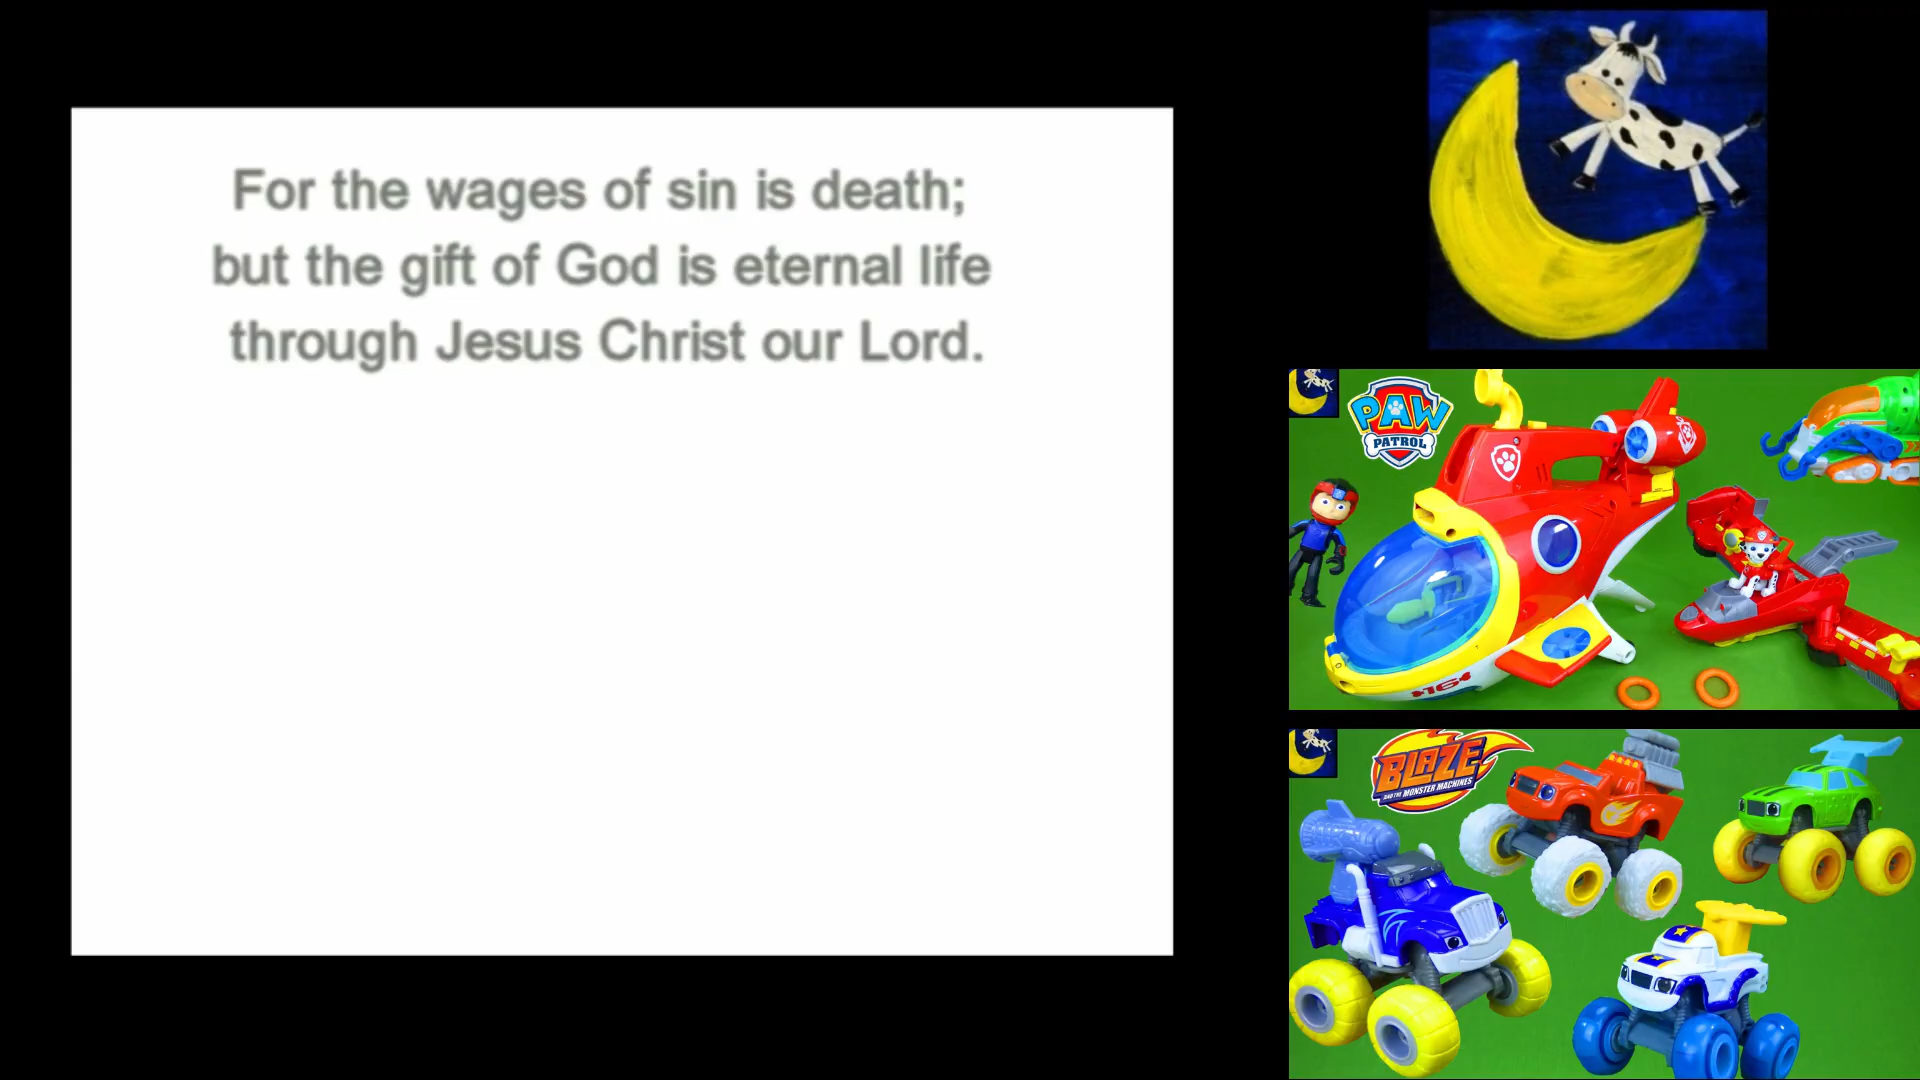 For the wages of sin is death;
but the gift of God is eternal life
through Jesus Christ our Lord.
PAW
PATROL
16
BLAZE
AND THE MONSTER MACHINES